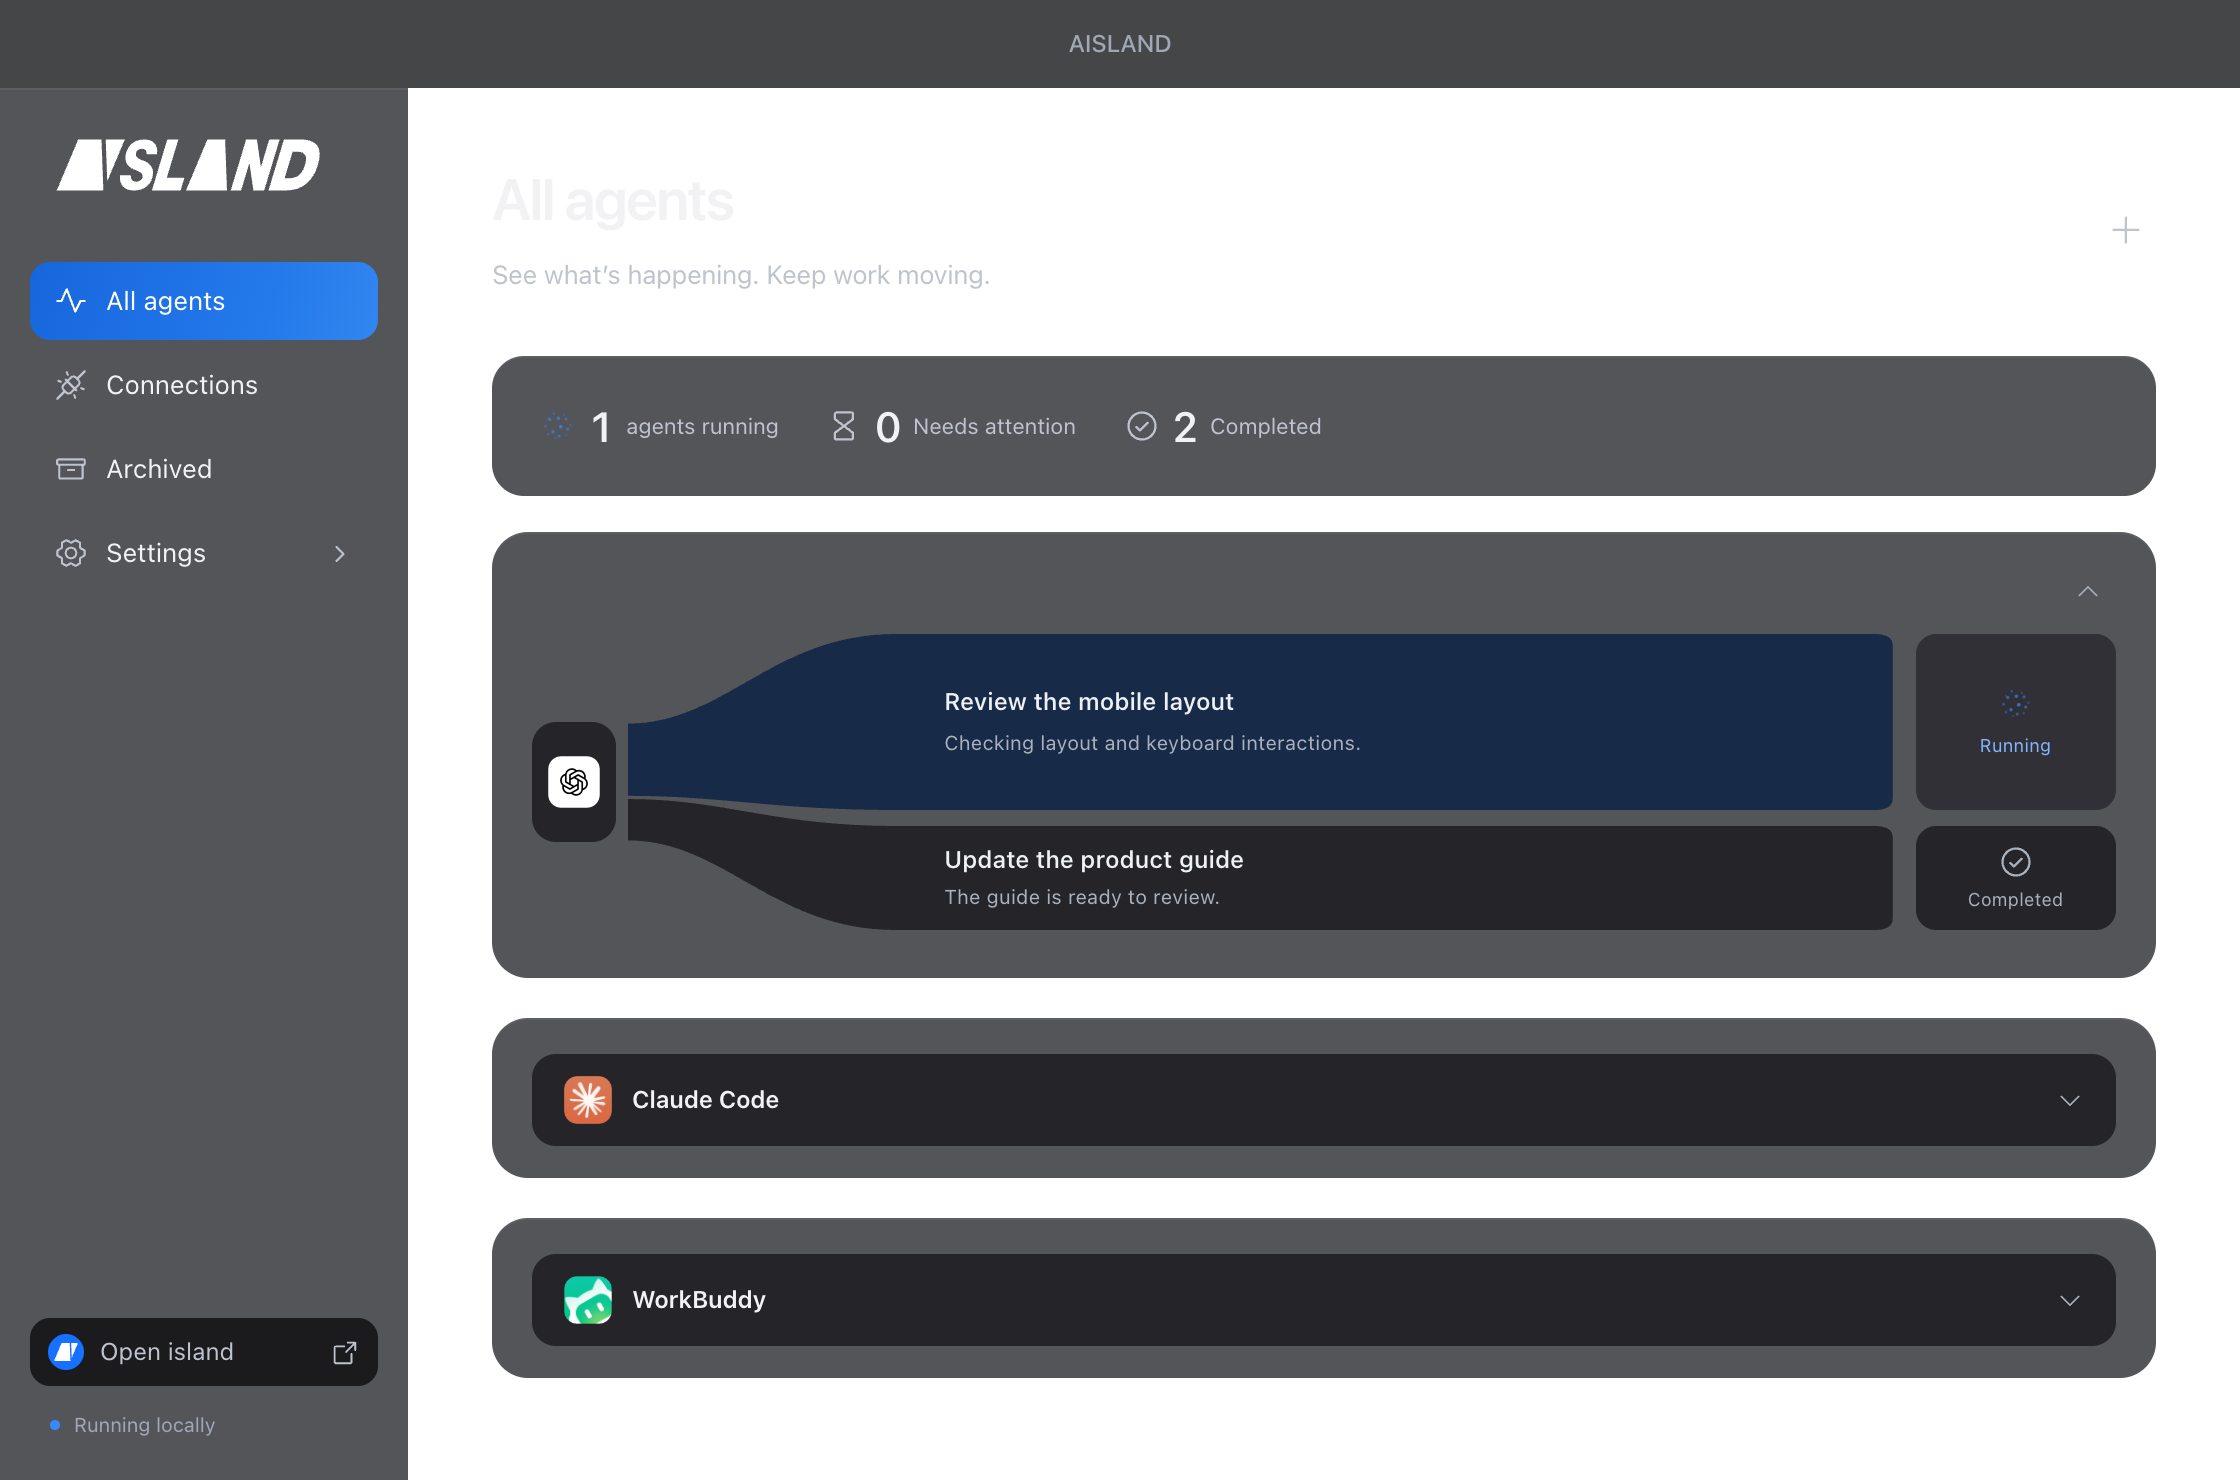 AISLAND
AISLAND
All agents
Connections
Archived
Settings
Open island
Running locally
All agents
See what’s happening. Keep work moving.
1 agents running
0 Needs attention
2 Completed
Review the mobile layout
Checking layout and keyboard interactions.
Running
Update the product guide
The guide is ready to review.
Completed
Claude Code
WorkBuddy